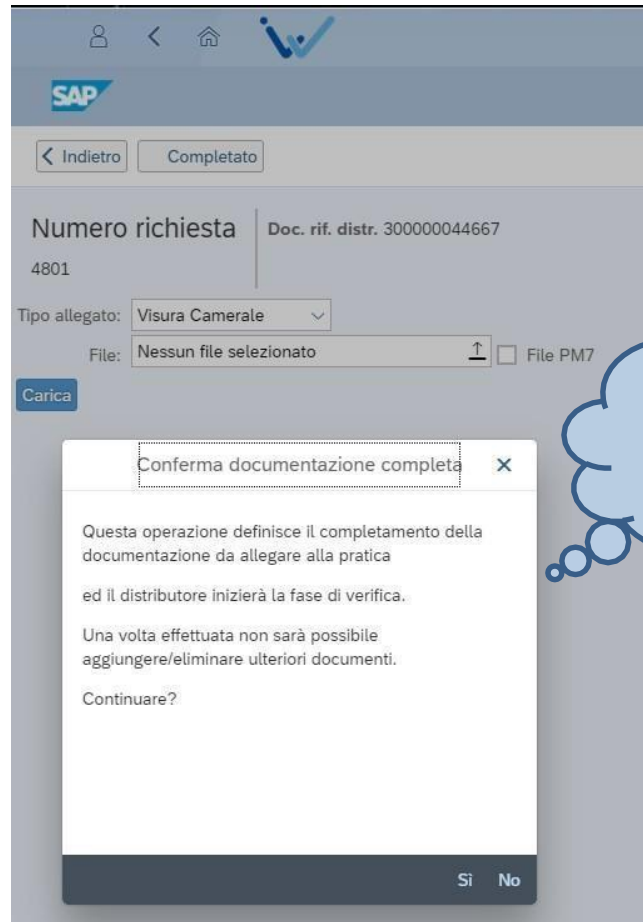 SAP
Indietro
Completato
Numero richiesta
4801
Doc. rif. distr. 300000044667
Tipo allegato: Visura Camerale
File: Nessun file selezionato
File PM7
Carica
Conferma documentazione completa
Questa operazione definisce il completamento della
documentazione da allegare alla pratica
ed il distributore inizierà la fase di verifica.
Una volta effettuata non sarà possibile
aggiungere/eliminare ulteriori documenti.
Continuare?
Sì No